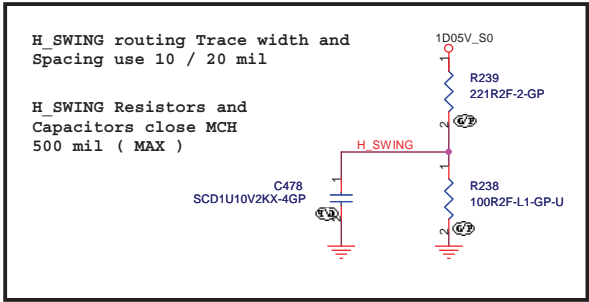 H_SWING routing Trace width and
Spacing use 10 / 20 mil
H_SWING Resistors and
Capacitors close MCH
500 mil ( MAX )
1D05V_S0
1
R239
221R2F-2-GP
2
G/P
H_SWING
1
C478
SCD1U10V2KX-4GP
2
1
R238
100R2F-L1-GP-U
2
G/P